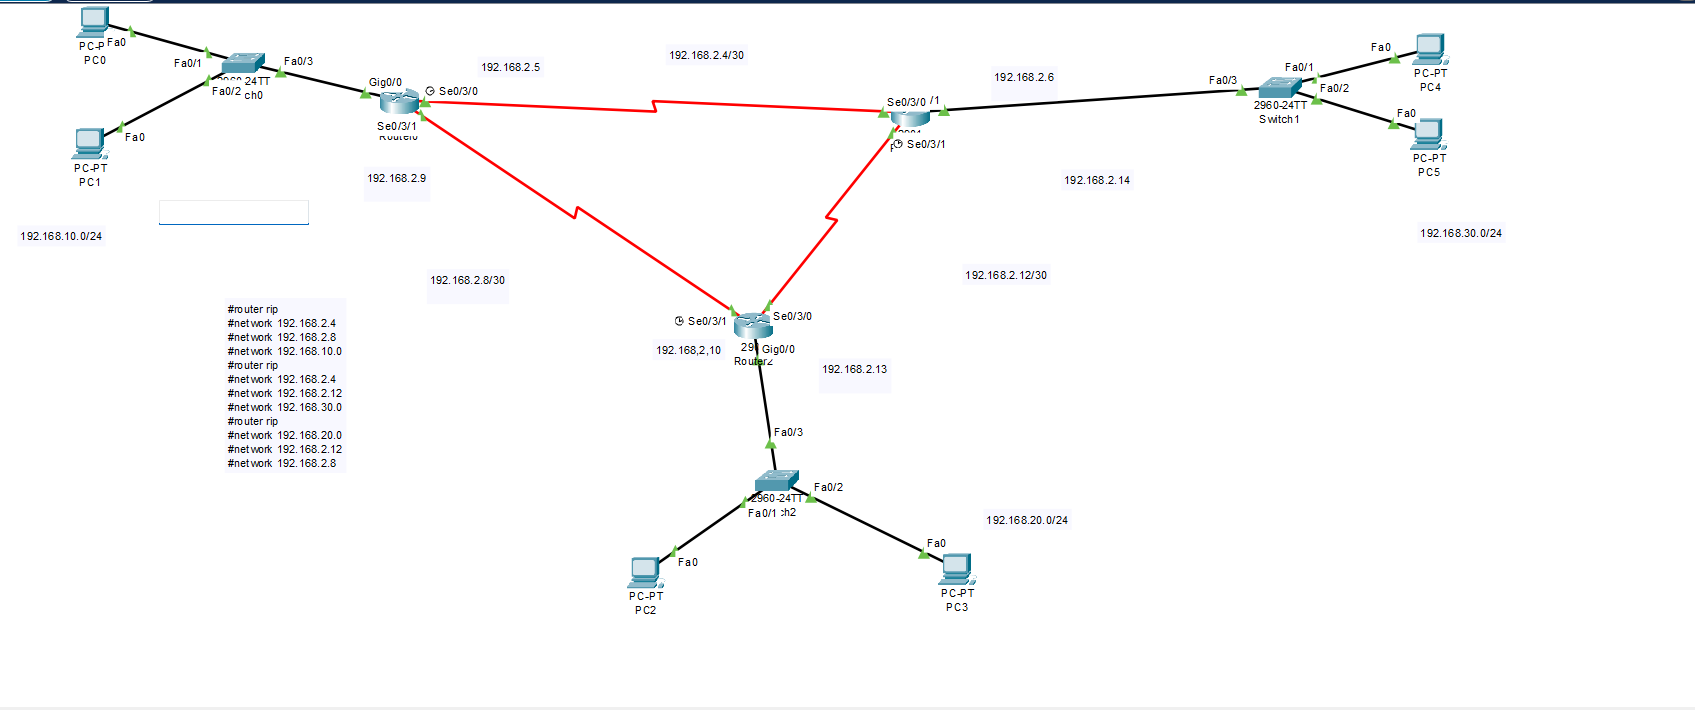 Fa0
PC-P
PC0
Fa0/1
Fa0/3
24TT
Fa0/2
ch0
Fa0
PC-PT
PC1
192.168.10.0/24
Gig0/0
Se0/3/0
Se0/3/1
192.168.2.5
192.168.2.4/30
192.168.2.9
192.168.2.8/30
Se0/3/0
/1
Se0/3/1
192.168.2.6
192.168.2.14
192.168.2.12/30
Fa0/3
Fa0/1
Fa0/2
2960-24TT
Switch1
Fa0
PC-PT
PC4
Fa0
PC-PT
PC5
192.168.30.0/24
#router rip
#network 192.168.2.4
#network 192.168.2.8
#network 192.168.10.0
#router rip
#network 192.168.2.4
#network 192.168.2.12
#network 192.168.30.0
#router rip
#network 192.168.20.0
#network 192.168.2.12
#network 192.168.2.8
Se0/3/1
Se0/3/0
192.168,2,10
Gig0/0
Router2
192.168.2.13
Fa0/3
Fa0/2
2960-24TT
Fa0/1
ch2
192.168.20.0/24
Fa0
PC-PT
PC2
Fa0
PC-PT
PC3